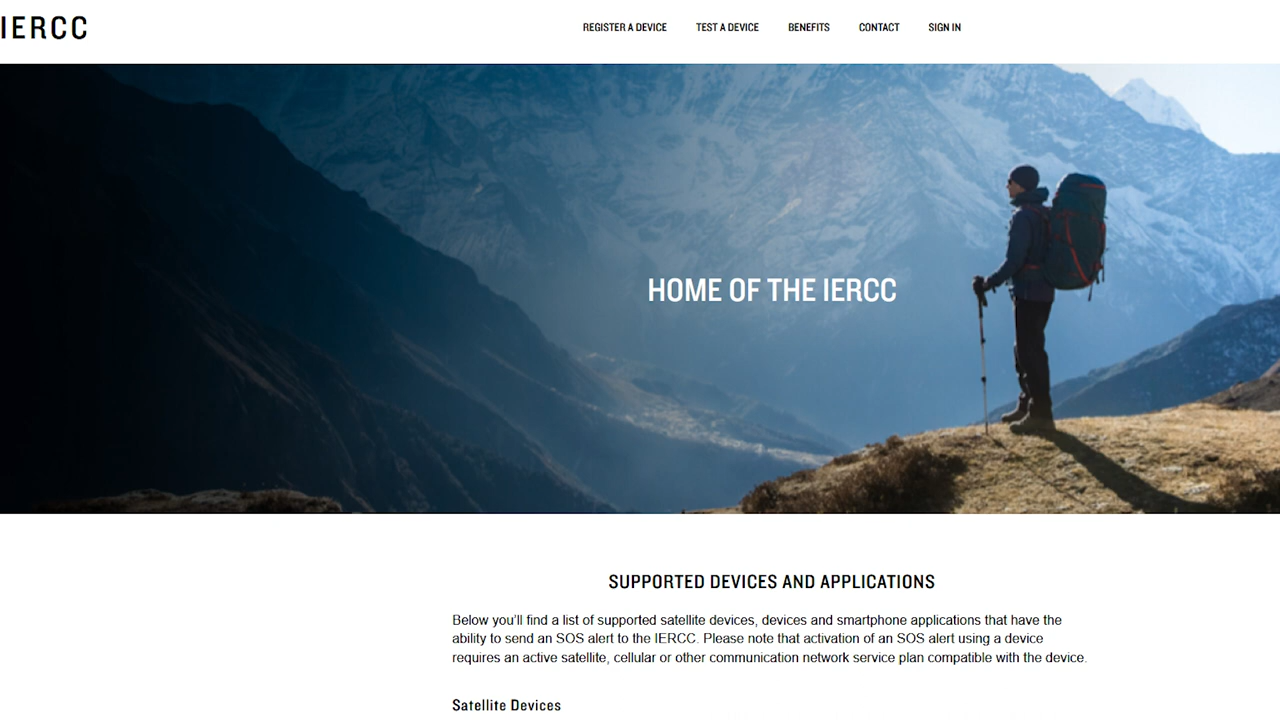 IERCC
REGISTER A DEVICE TEST A DEVICE BENEFITS CONTACT SIGN IN
HOME OF THE IERCC
SUPPORTED DEVICES AND APPLICATIONS
Below you'll find a list of supported satellite devices, devices and smartphone applications that have the
ability to send an SOS alert to the IERCC. Please note that activation of an SOS alert using a device
requires an active satellite, cellular or other communication network service plan compatible with the device.
Satellite Devices